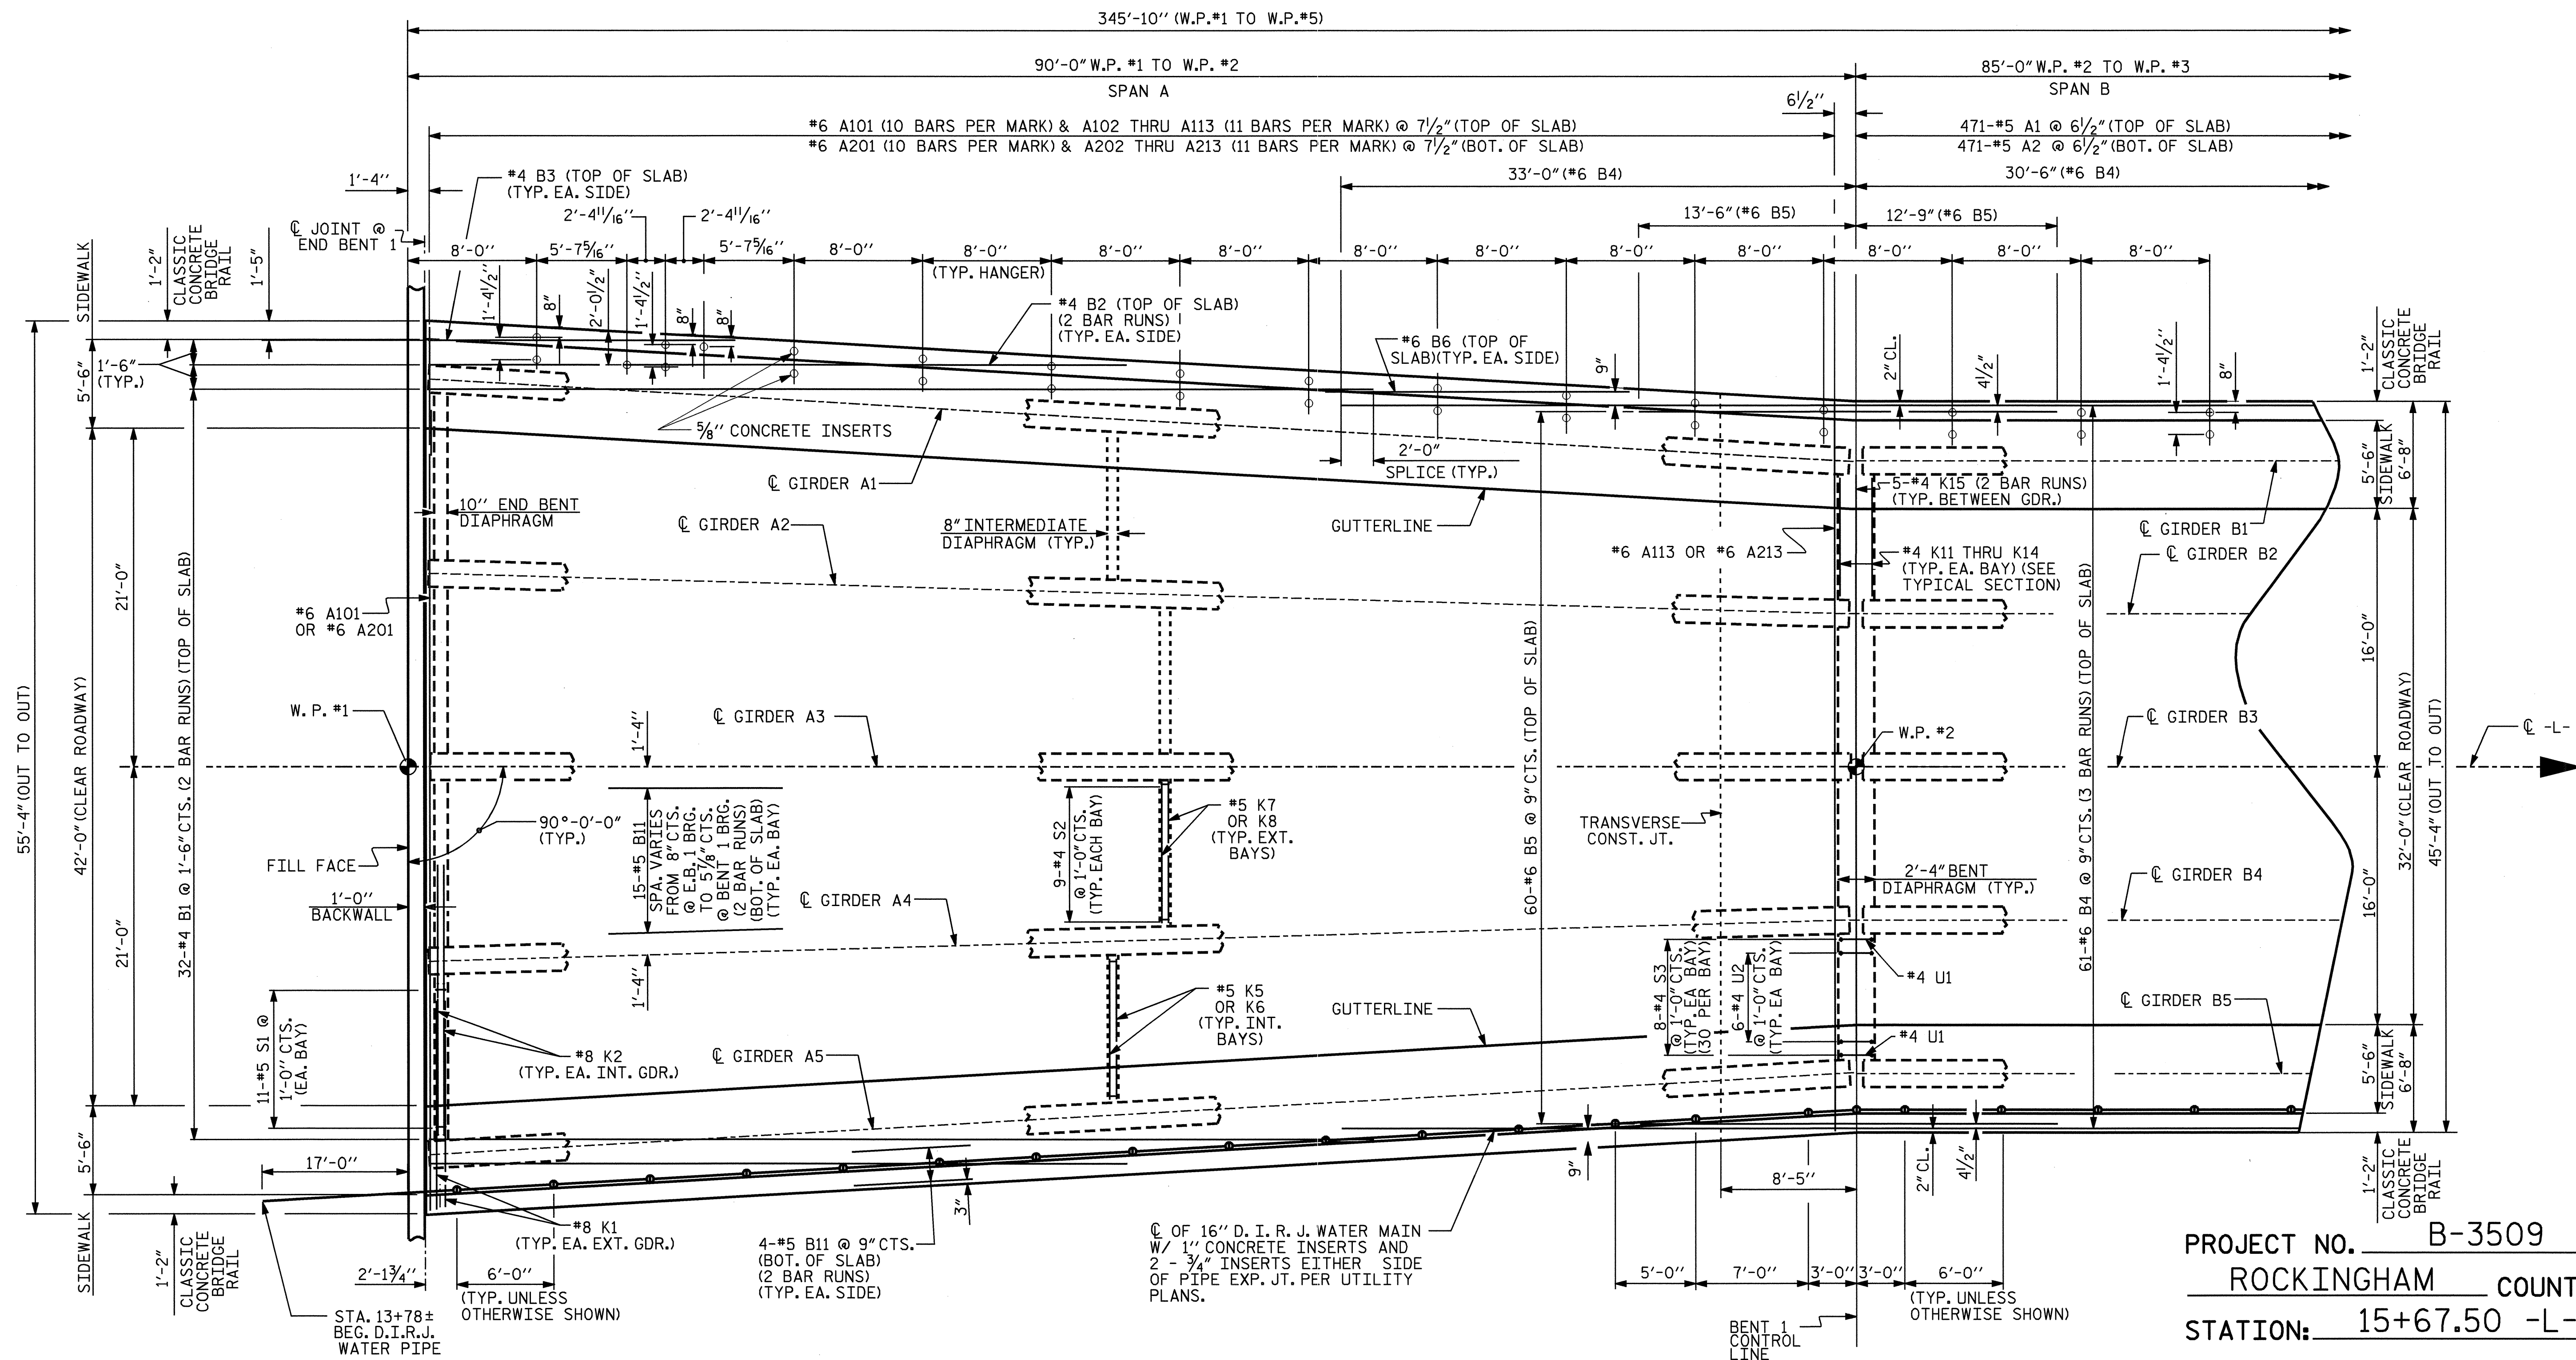 345'-10" (W.P.#1 TO W.P.#5)
90'-0" W.P. #1 TO W.P. #2
85'-0" W.P. #2 TO W.P. #3
SPAN A
SPAN B
6½"
#6 A101 (10 BARS PER MARK) & A102 THRU A113 (11 BARS PER MARK) @ 7½" (TOP OF SLAB)
#6 A201 (10 BARS PER MARK) & A202 THRU A213 (11 BARS PER MARK) @ 7½" (BOT. OF SLAB)
471-#5 A1 @ 6½" (TOP OF SLAB)
471-#5 A2 @ 6½" (BOT. OF SLAB)
1'-4"
#4 B3 (TOP OF SLAB)
(TYP. EA. SIDE)
33'-0" (#6 B4)
30'-6" (#6 B4)
2'-4 11/16"
2'-4 11/16"
13'-6" (#6 B5)
12'-9" (#6 B5)
℄ JOINT @
END BENT 1
8'-0"
5'-7 5/16"
5'-7 5/16"
8'-0"
8'-0"
8'-0"
8'-0"
8'-0"
8'-0"
8'-0"
8'-0"
8'-0"
8'-0"
8'-0"
(TYP. HANGER)
SIDEWALK
1'-2"
CLASSIC
CONCRETE
BRIDGE
RAIL
1'-5"
1'-4½"
8"
2'-0½"
1'-4½"
8"
8"
#4 B2 (TOP OF SLAB)
(2 BAR RUNS)
(TYP. EA. SIDE)
#6 B6 (TOP OF
SLAB)(TYP. EA. SIDE)
9"
2" CL.
4½"
1'-4½"
8"
1'-2"
CLASSIC
CONCRETE
BRIDGE
RAIL
5'-6"
1'-6"
(TYP.)
⅝" CONCRETE INSERTS
2'-0"
SPLICE (TYP.)
℄ GIRDER A1
5-#4 K15 (2 BAR RUNS)
(TYP. BETWEEN GDR.)
5'-6"
SIDEWALK
6'-8"
10" END BENT
DIAPHRAGM
℄ GIRDER A2
8" INTERMEDIATE
DIAPHRAGM (TYP.)
GUTTERLINE
℄ GIRDER B1
#6 A113 OR #6 A213
#4 K11 THRU K14
(TYP. EA. BAY) (SEE
TYPICAL SECTION)
℄ GIRDER B2
21'-0"
#6 A101
OR #6 A201
16'-0"
55'-4" (OUT TO OUT)
42'-0" (CLEAR ROADWAY)
32-#4 B1 @ 1'-6" CTS. (2 BAR RUNS) (TOP OF SLAB)
60-#6 B5 @ 9" CTS. (TOP OF SLAB)
61-#6 B4 @ 9" CTS. (3 BAR RUNS) (TOP OF SLAB)
32'-0" (CLEAR ROADWAY)
45'-4" (OUT TO OUT)
W.P. #1
1'-4"
℄ GIRDER A3
W.P. #2
℄ GIRDER B3
℄ -L-
90°-0'-0"
(TYP.)
15-#5 B11
SPA. VARIES
FROM 8" CTS.
@ E.B. 1 BRG.
TO 5⅞" CTS.
@ BENT 1 BRG.
(2 BAR RUNS)
(BOT. OF SLAB)
(TYP. EA. BAY)
9-#4 S2
@ 1'-0" CTS.
(TYP. EACH BAY)
#5 K7
OR K8
(TYP. EXT.
BAYS)
TRANSVERSE
CONST. JT.
FILL FACE
1'-0"
BACKWALL
℄ GIRDER A4
2'-4" BENT
DIAPHRAGM (TYP.)
℄ GIRDER B4
21'-0"
16'-0"
1'-4"
8-#4 S3
@ 1'-0" CTS.
(TYP. EA BAY)
(30 PER BAY)
6-#4 U2
@ 1'-0" CTS.
(TYP. EA BAY)
#4 U1
#5 K5
OR K6
(TYP. INT.
BAYS)
11-#5 S1 @
1'-0" CTS.
(EA. BAY)
GUTTERLINE
℄ GIRDER B5
#4 U1
#8 K2
(TYP. EA. INT. GDR.)
℄ GIRDER A5
5'-6"
SIDEWALK
6'-8"
5'-6"
17'-0"
8'-5"
9"
2" CL.
4½"
1'-2"
CLASSIC
CONCRETE
BRIDGE
RAIL
3"
SIDEWALK
1'-2"
CLASSIC
CONCRETE
BRIDGE
RAIL
#8 K1
(TYP. EA. EXT. GDR.)
4-#5 B11 @ 9" CTS.
(BOT. OF SLAB)
(2 BAR RUNS)
(TYP. EA. SIDE)
℄ OF 16" D. I. R. J. WATER MAIN
W/ 1" CONCRETE INSERTS AND
2 - ¾" INSERTS EITHER SIDE
OF PIPE EXP. JT. PER UTILITY
PLANS.
2'-1¾"
6'-0"
(TYP. UNLESS
OTHERWISE SHOWN)
5'-0"
7'-0"
3'-0"
3'-0"
6'-0"
(TYP. UNLESS
OTHERWISE SHOWN)
STA. 13+78±
BEG. D.I.R.J.
WATER PIPE
BENT 1
CONTROL
LINE
PROJECT NO. B-3509
ROCKINGHAM COUNT
STATION: 15+67.50 -L-